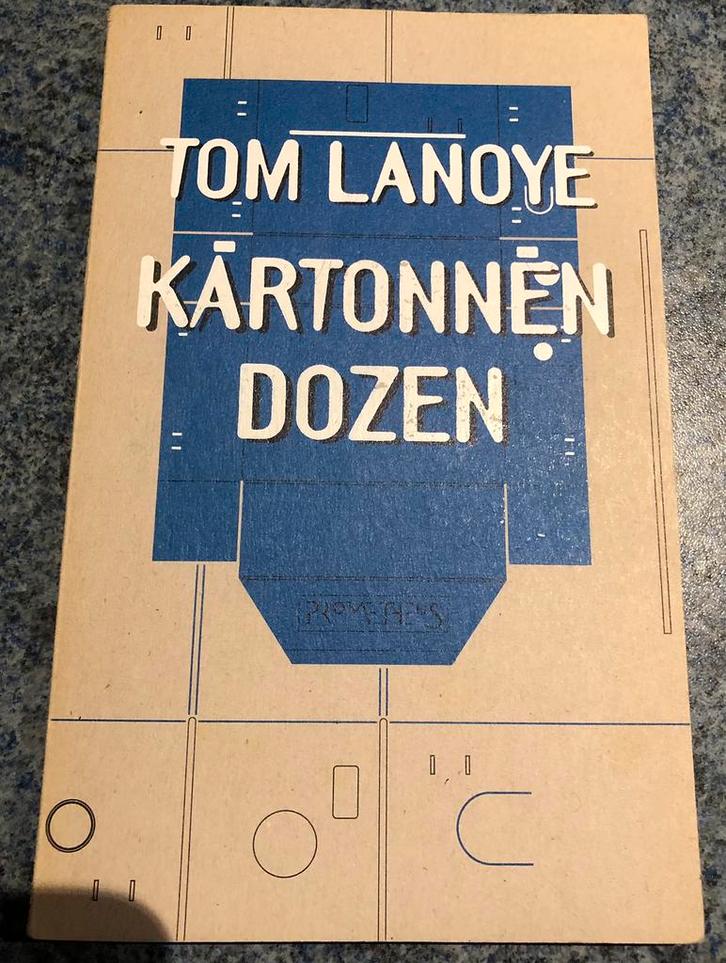 TOM LANOYE
KARTONNEN
DOZEN
PROMETHEUS